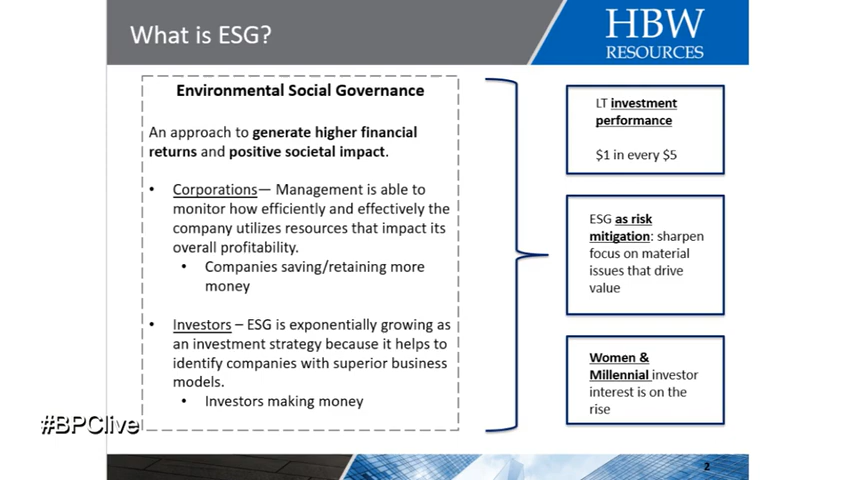 What is ESG?
HBW
RESOURCES
Environmental Social Governance
An approach to generate higher financial
returns and positive societal impact.
• Corporations— Management is able to
monitor how efficiently and effectively the
company utilizes resources that impact its
overall profitability.
• Companies saving/retaining more
money
• Investors – ESG is exponentially growing as
an investment strategy because it helps to
identify companies with superior business
models.
• Investors making money
LT investment
performance
$1 in every $5
ESG as risk
mitigation: sharpen
focus on material
issues that drive
value
Women &
Millennial investor
interest is on the
rise
#BPClive
2